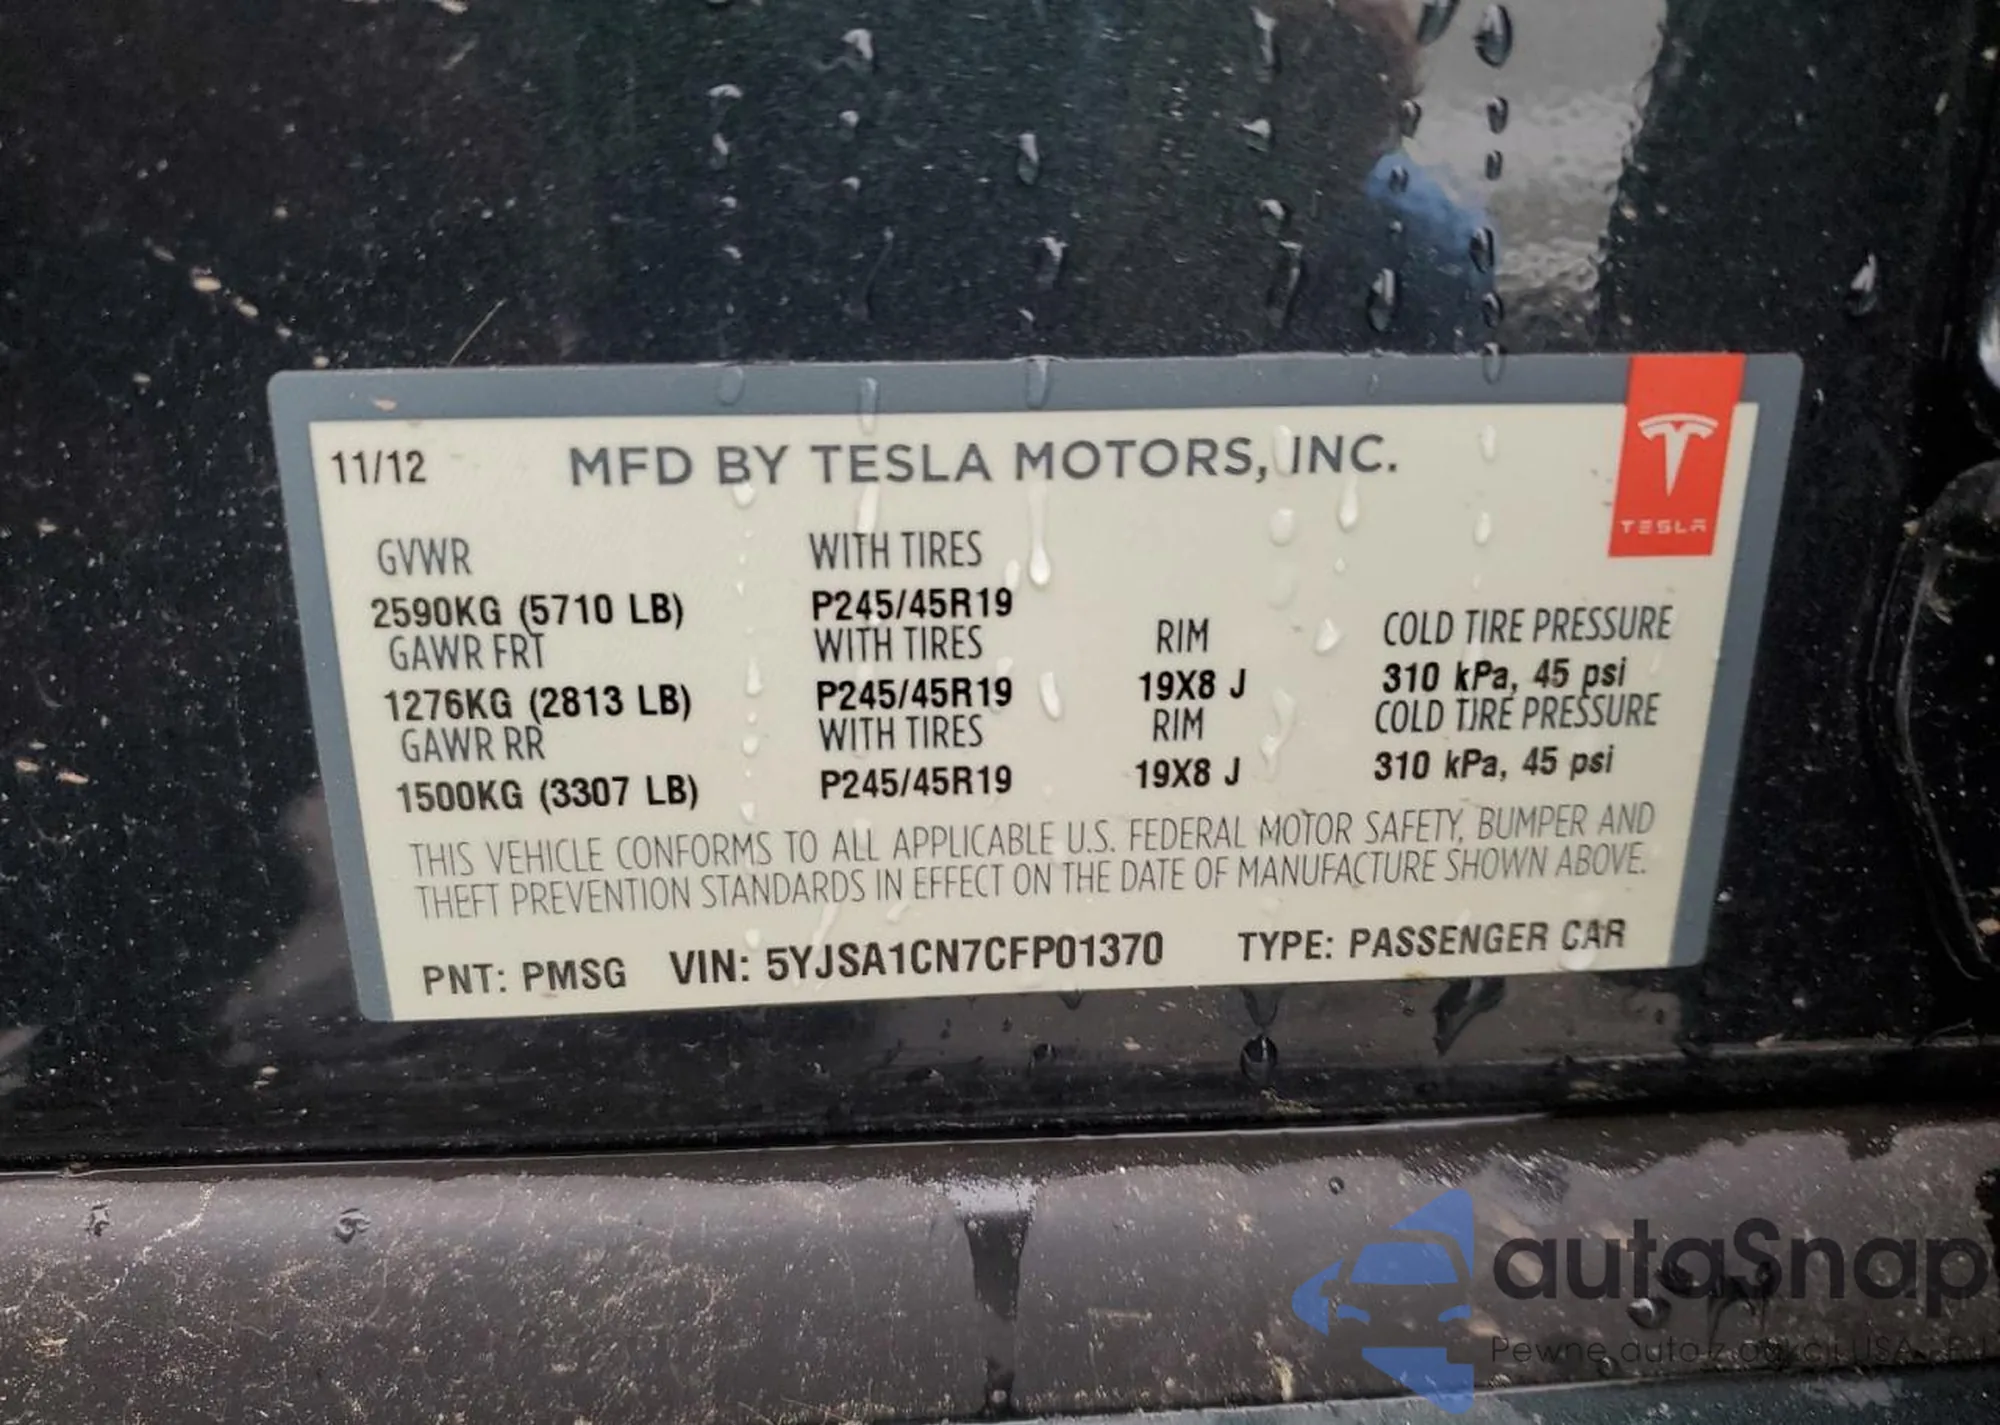 11/12 MFD BY TESLA MOTORS, INC.
TESLA
GVWR WITH TIRES
2590KG (5710 LB) P245/45R19
GAWR FRT WITH TIRES RIM COLD TIRE PRESSURE
1276KG (2813 LB) P245/45R19 19X8 J 310 kPa, 45 psi
GAWR RR WITH TIRES RIM COLD TIRE PRESSURE
1500KG (3307 LB) P245/45R19 19X8 J 310 kPa, 45 psi
THIS VEHICLE CONFORMS TO ALL APPLICABLE U.S. FEDERAL MOTOR SAFETY, BUMPER AND
THEFT PREVENTION STANDARDS IN EFFECT ON THE DATE OF MANUFACTURE SHOWN ABOVE.
PNT: PMSG VIN: 5YJSA1CN7CFP01370 TYPE: PASSENGER CAR
autaSnap
Pewne auto z aukcji USA